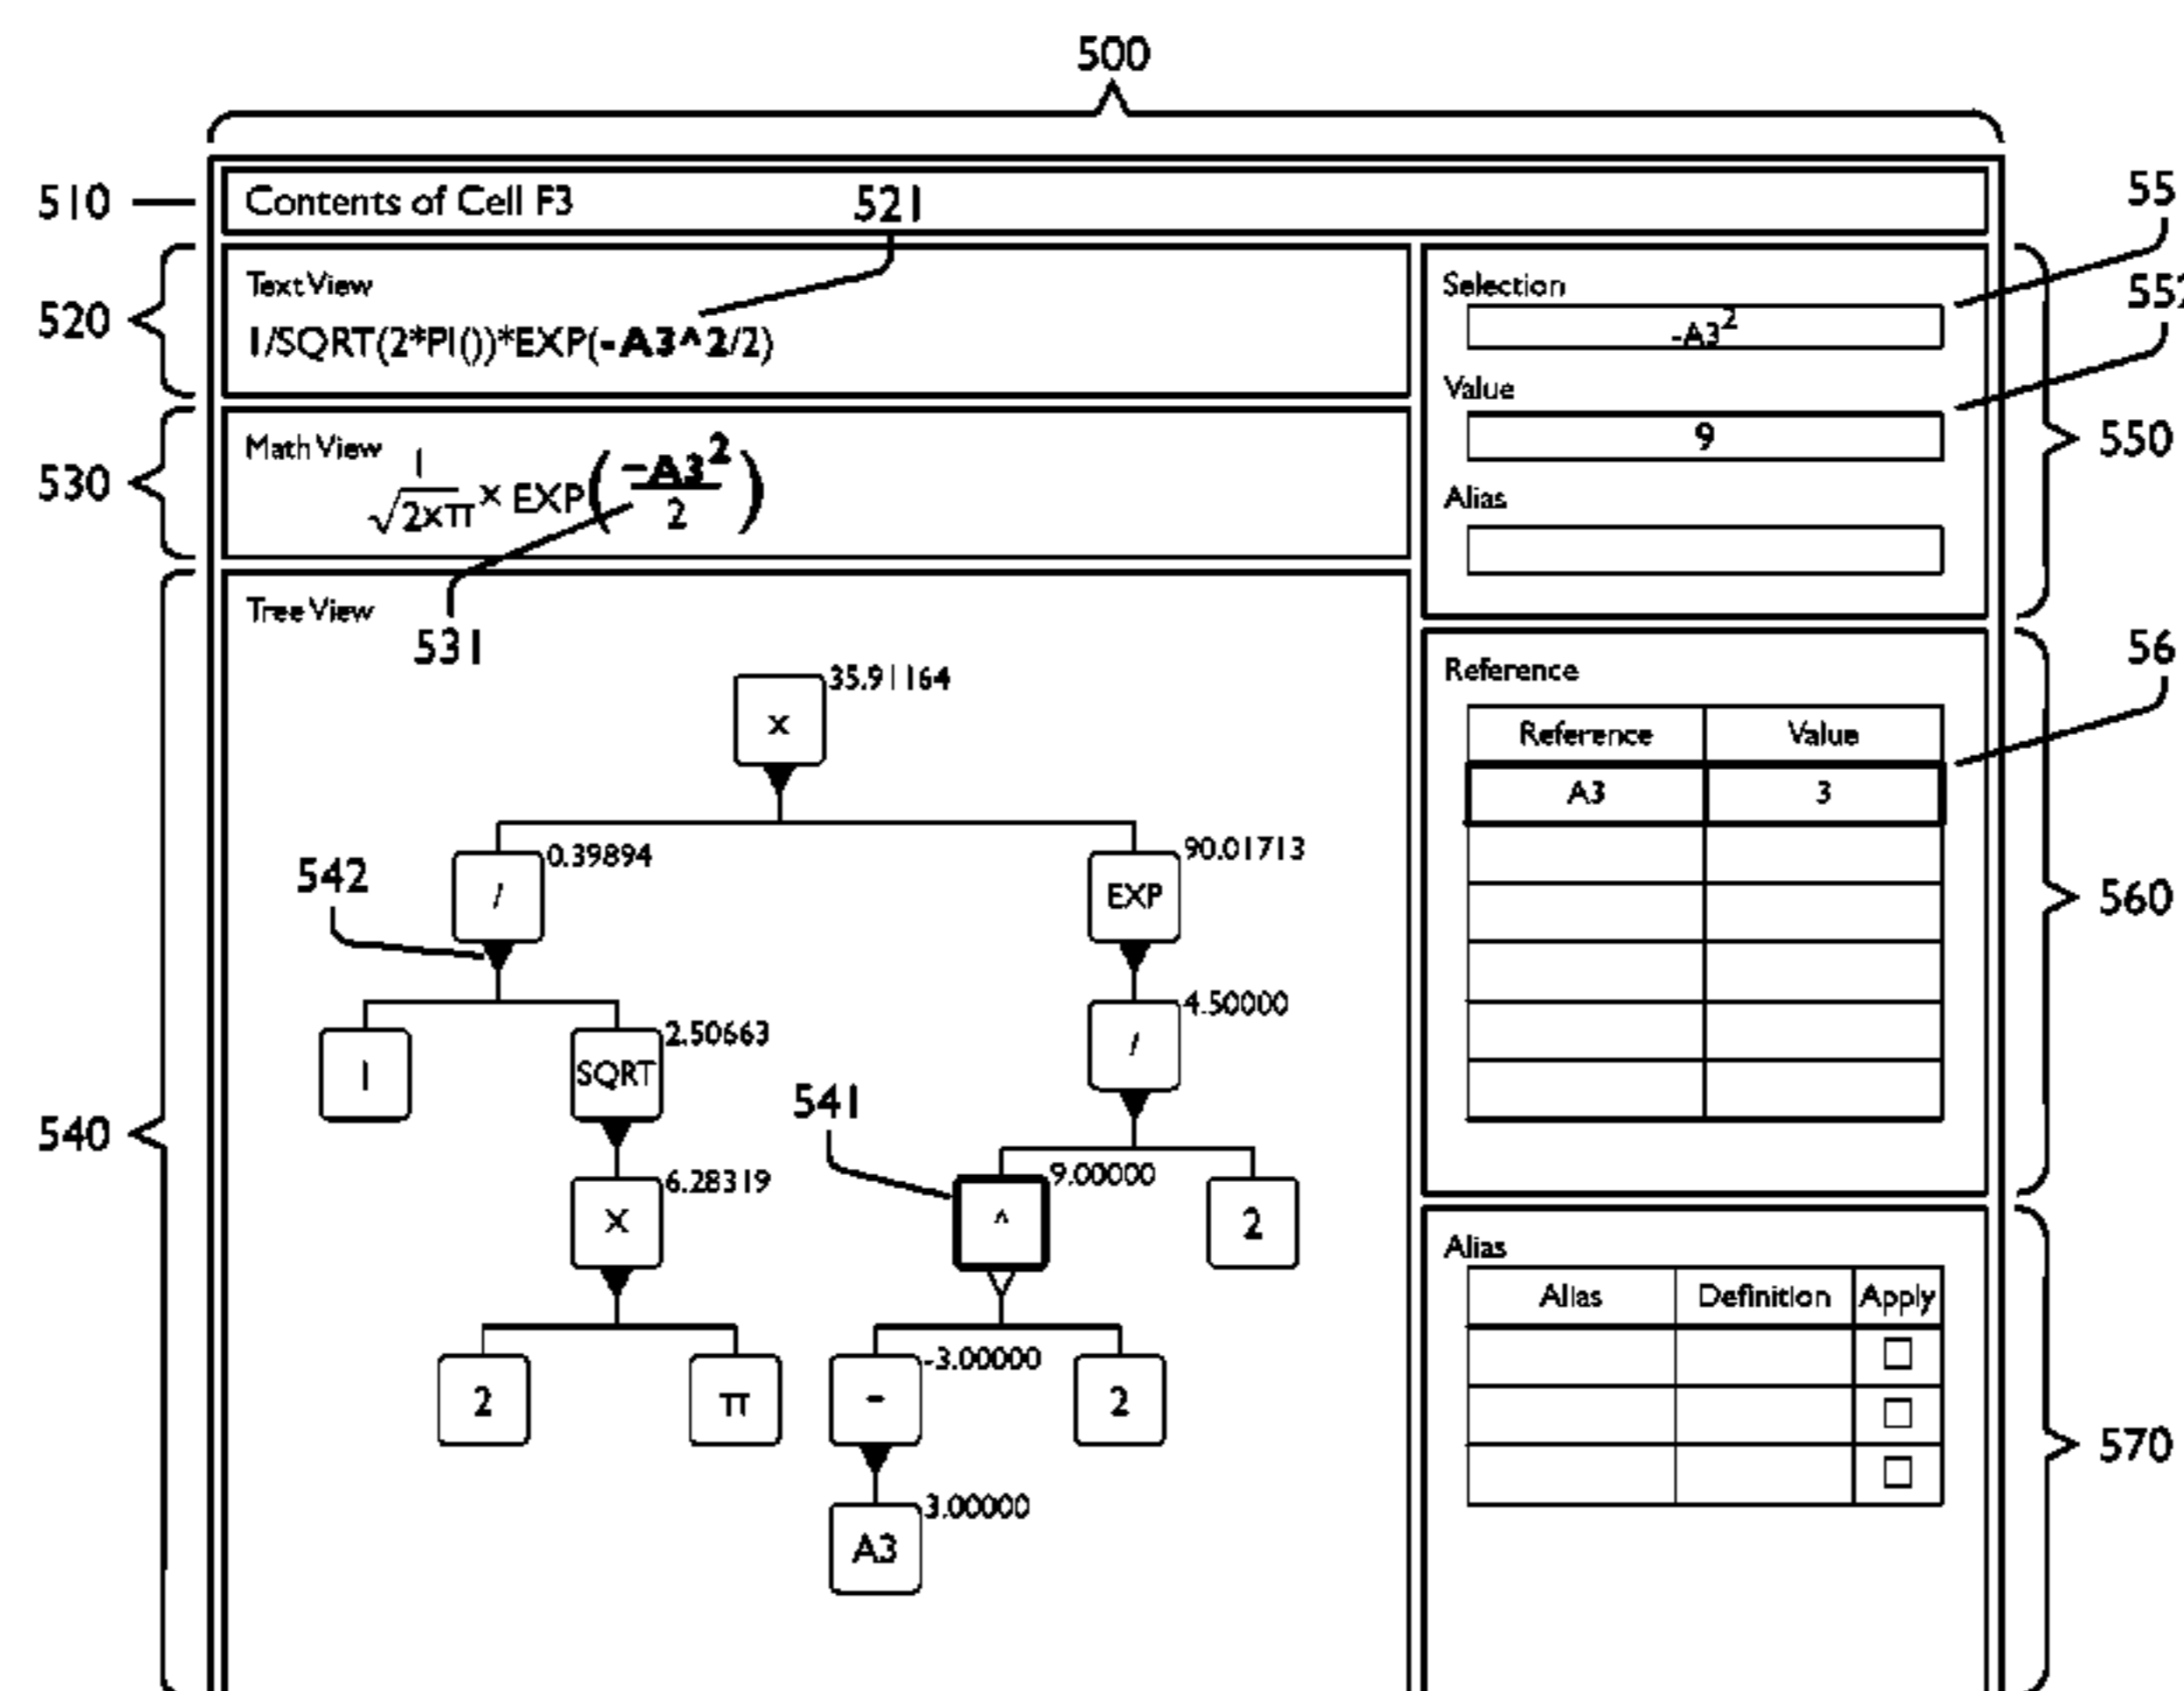 500
510
Contents of Cell F3
521
520
Text View
1/SQRT(2*PI())*EXP(-A3^2/2)
530
Math View
1
√2xπ x EXP(-A3²
2)
531
540
Tree View
x
35.91164
/
0.39894
EXP
90.01713
542
1
SQRT
2.50663
/
4.50000
541
x
6.28319
^
9.00000
2
2
π
-
-3.00000
2
A3
3.00000
55
552
550
Selection
-A3²
Value
9
Alias
56
560
Reference
Reference Value
A3 3
570
Alias
Alias Definition Apply